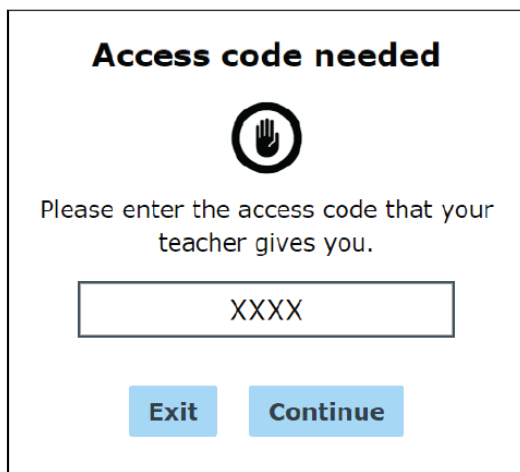 Access code needed
Please enter the access code that your
teacher gives you.
XXXX
Exit
Continue